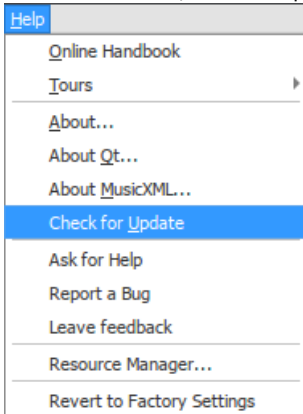 Help
Online Handbook
Tours
About...
About Qt...
About MusicXML...
Check for Update
Ask for Help
Report a Bug
Leave feedback
Resource Manager...
Revert to Factory Settings